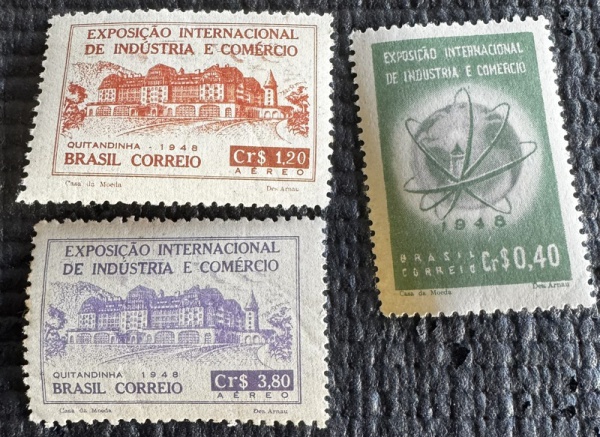 EXPOSIÇÃO INTERNACIONAL
DE INDÚSTRIA E COMÉRCIO
QUITANDINHA - 1948
BRASIL CORREIO
Cr$ 1,20
AÉREO
Casa da Moeda
Des Arnau.
EXPOSIÇÃO INTERNACIONAL
DE INDÚSTRIA E COMÉRCIO
QUITANDINHA 1948
BRASIL CORREIO
Cr$ 3,80
AÉREO
Casa da Moeda
Des Arnau
EXPOSIÇÃO INTERNACIONAL
DE INDUSTRIA E COMERCIO
1948
BRASIL
CORREIO
Cr$0,40
Casa da Moeda
Des. Arnau.